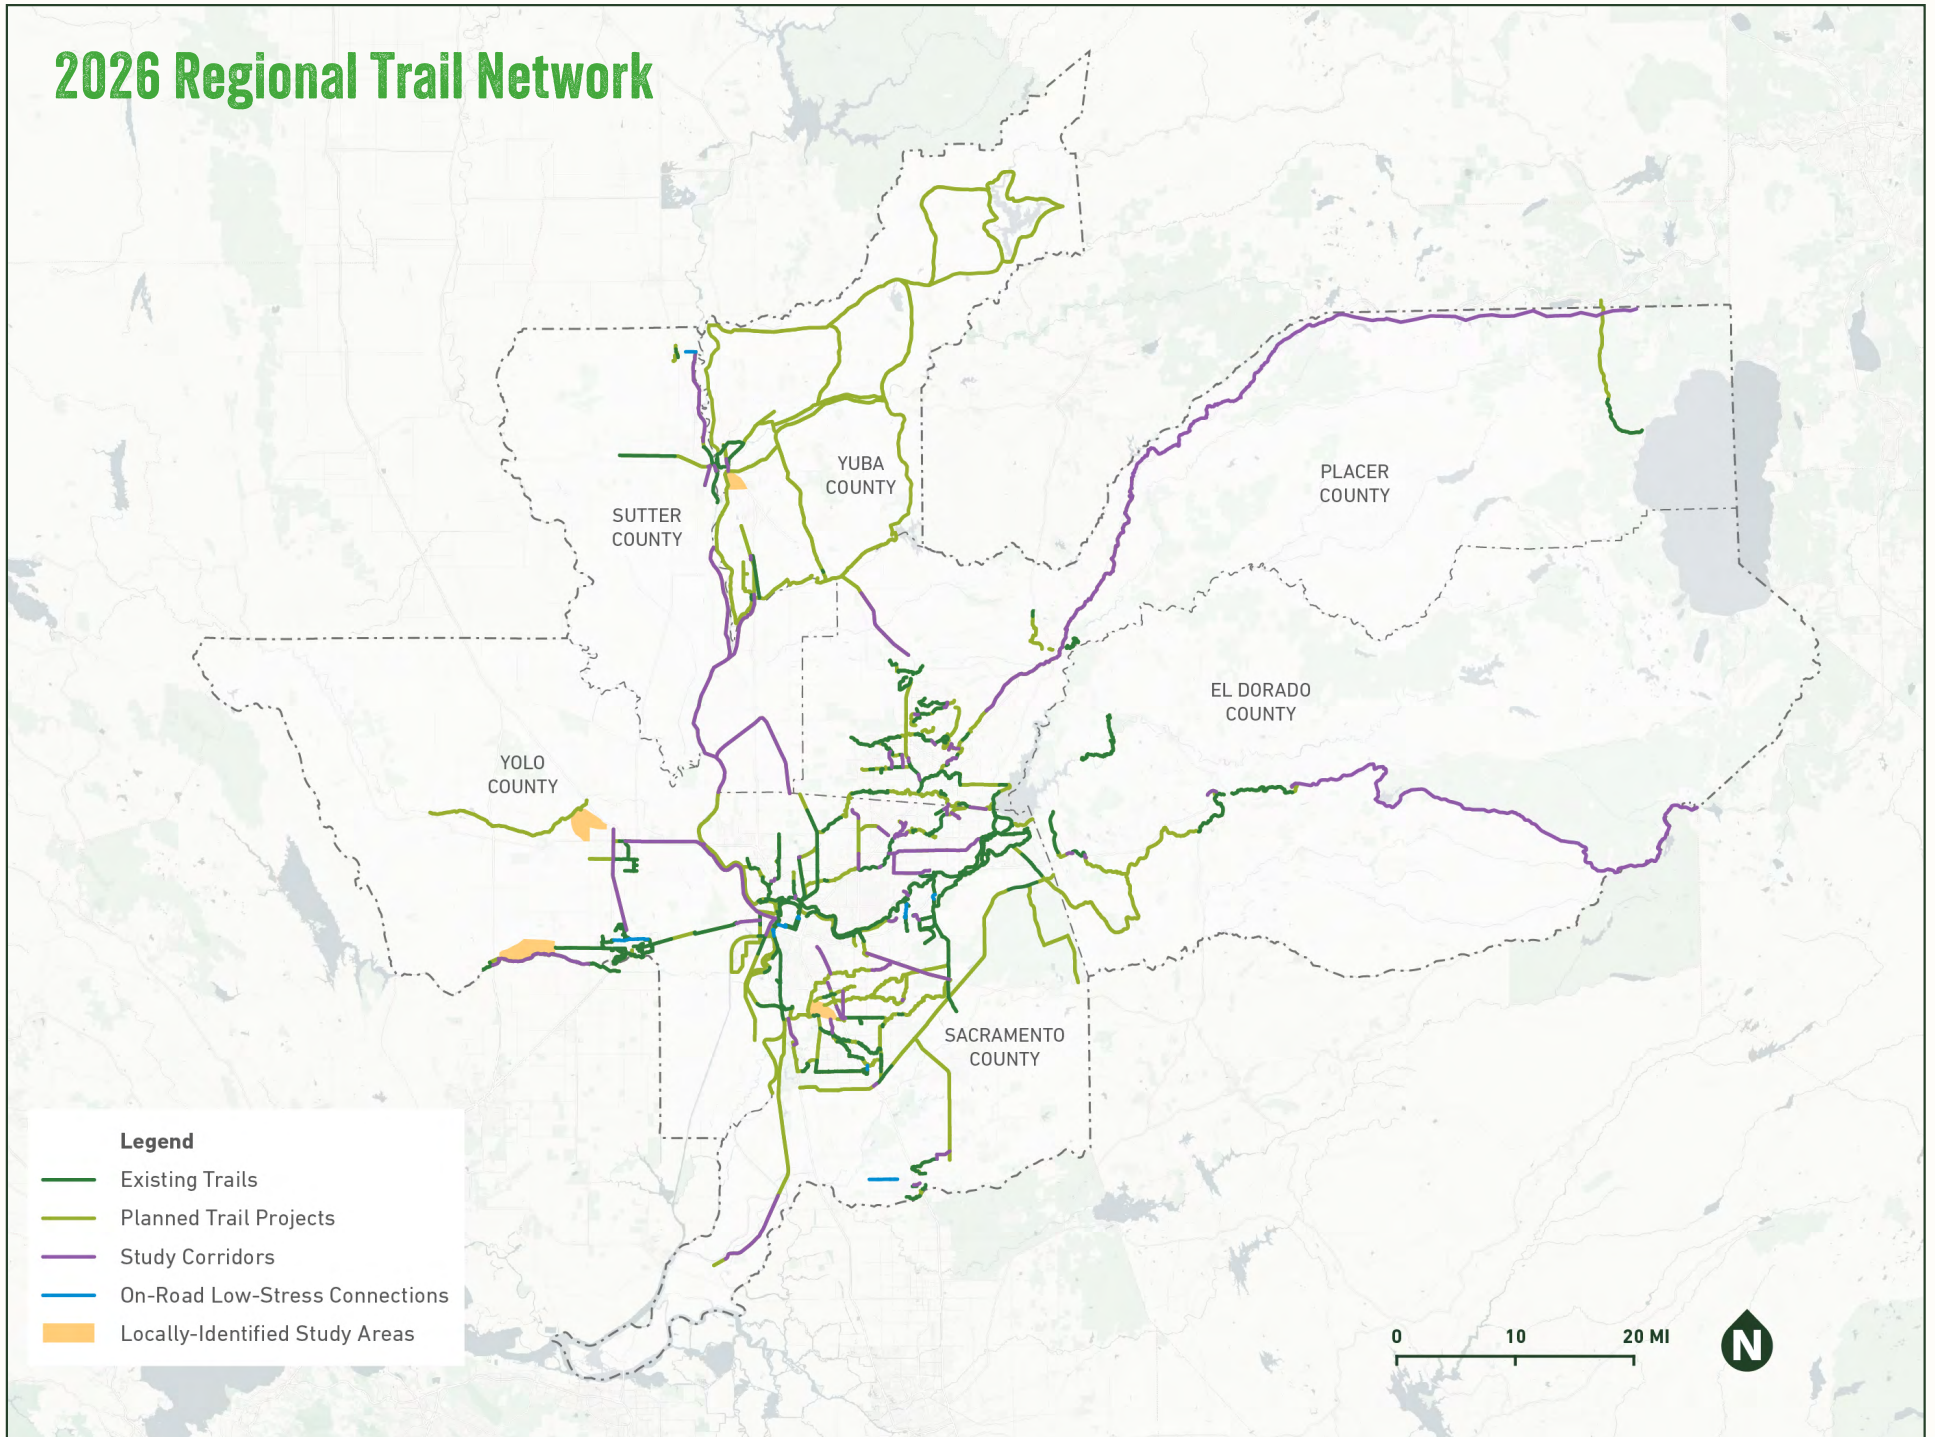 2026 Regional Trail Network
YUBA
COUNTY
PLACER
COUNTY
SUTTER
COUNTY
EL DORADO
COUNTY
YOLO
COUNTY
SACRAMENTO
COUNTY
Legend
Existing Trails
Planned Trail Projects
Study Corridors
On-Road Low-Stress Connections
Locally-Identified Study Areas
0 10 20 MI
N